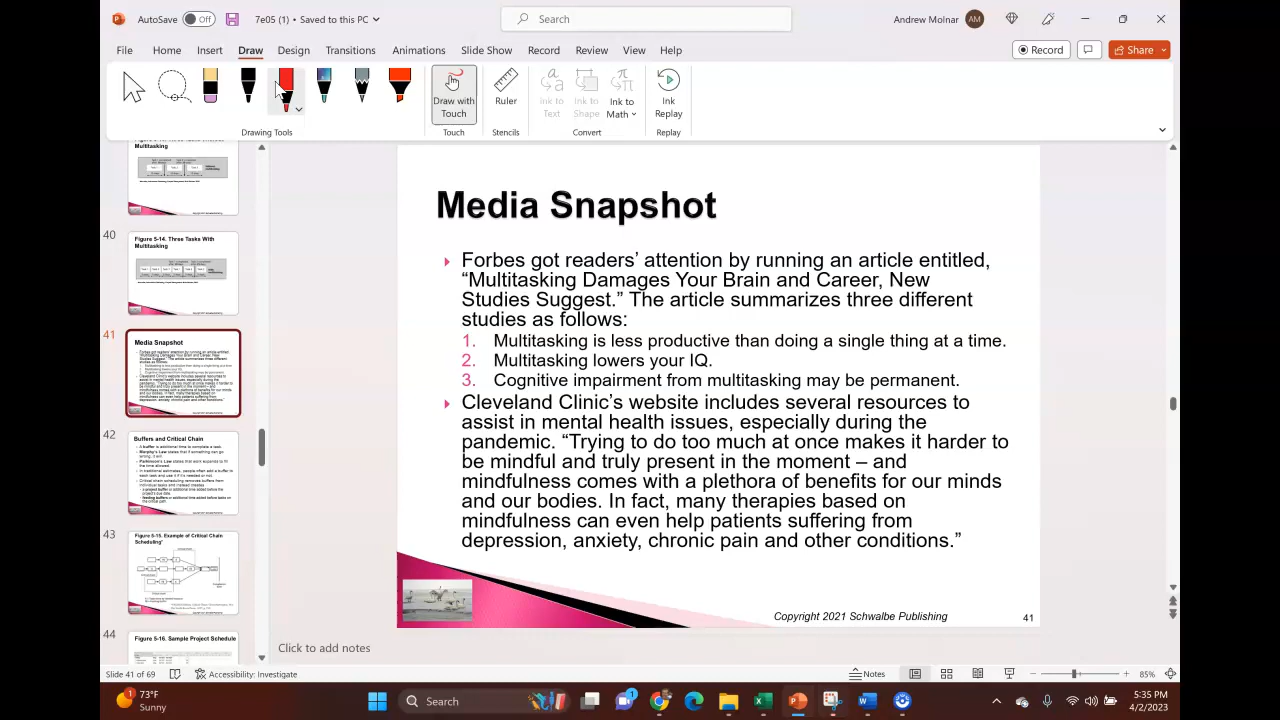 AutoSave
Off
7e05 (1) • Saved to this PC
Search
Andrew Molnar
AM
File
Home
Insert
Draw
Design
Transitions
Animations
Slide Show
Record
Review
View
Help
Record
Share
Draw with
Touch
Ruler
Ink to
Text
Ink to
Shape
Ink to
Math
Ink
Replay
Drawing Tools
Touch
Stencils
Convert
Replay
Multitasking
40
Figure 5-14. Three Tasks With
Multitasking
41
Media Snapshot
42
Buffers and Critical Chain
43
Figure 5-15. Example of Critical Chain
Scheduling
44
Figure 5-16. Sample Project Schedule
Media Snapshot
Forbes got readers' attention by running an article entitled,
“Multitasking Damages Your Brain and Career, New
Studies Suggest.” The article summarizes three different
studies as follows:
1. Multitasking is less productive than doing a single thing at a time.
2. Multitasking lowers your IQ.
3. Cognitive impairment from multitasking may be permanent.
Cleveland Clinic's website includes several resources to
assist in mental health issues, especially during the
pandemic. “Trying to do too much at once makes it harder to
be mindful and truly present in the moment – and
mindfulness comes with a plethora of benefits for our minds
and our bodies. In fact, many therapies based on
mindfulness can even help patients suffering from
depression, anxiety, chronic pain and other conditions.”
Copyright 2021 Schwalbe Publishing
41
Click to add notes
Slide 41 of 69
Accessibility: Investigate
Notes
85%
1
73°F
Sunny
Search
1
5:35 PM
4/2/2023